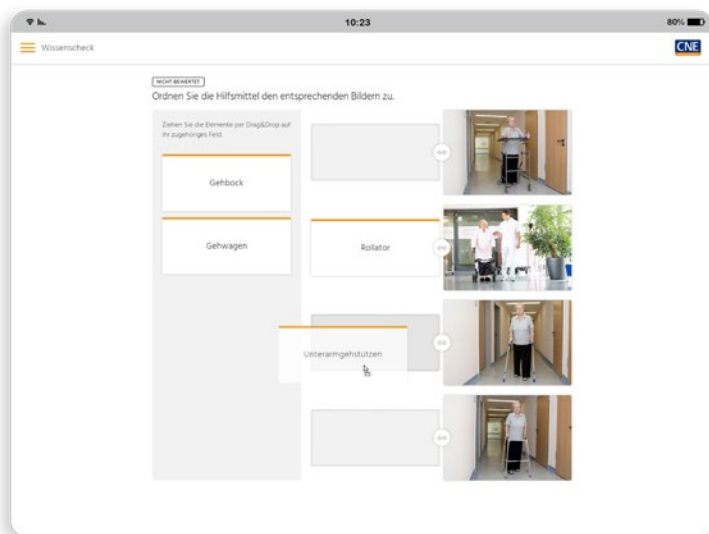 10:23
80%
Wissenscheck
CNE
NICHT BEWERTET
Ordnen Sie die Hilfsmittel den entsprechenden Bildern zu.
Ziehen Sie die Elemente per Drag&Drop auf
ihr zugehöriges Feld.
Gehbock
Gehwagen
Rollator
Unterarmgehstützen